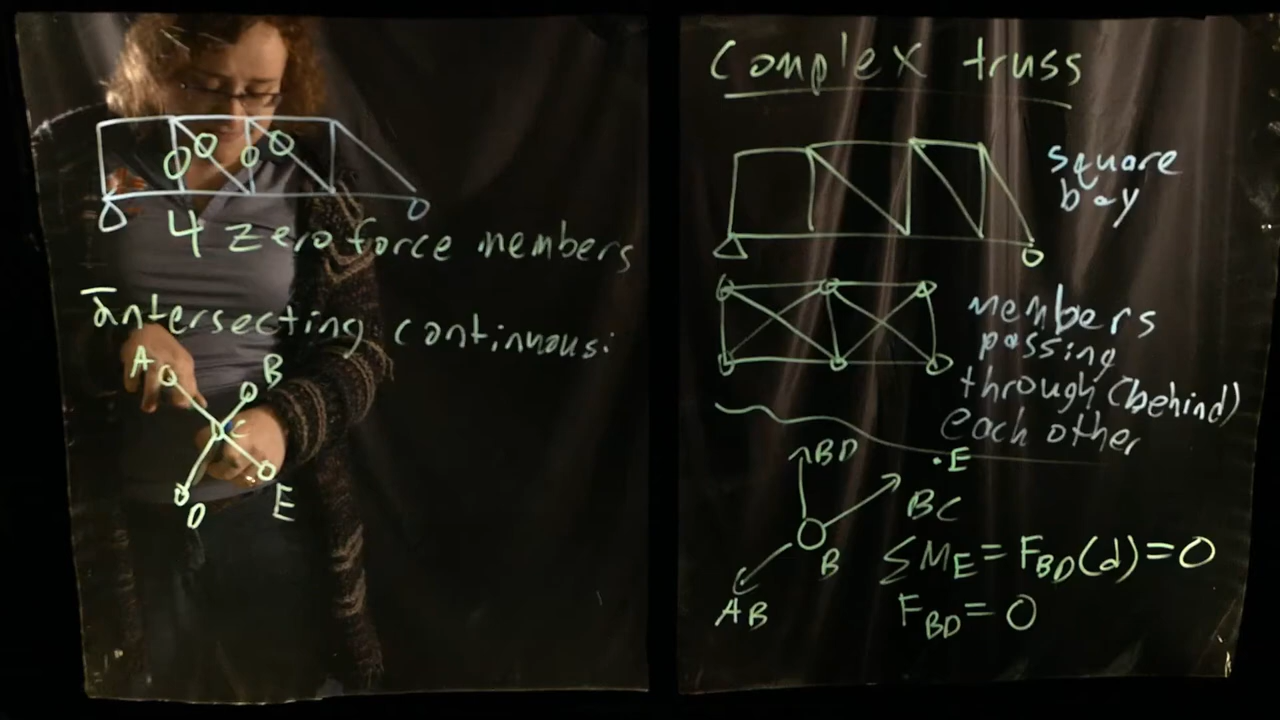 4 zero force members
Intersecting continuous:
A
B
C
D
E
Complex truss
square
bay
members
passing
through (behind)
each other
BD
.E
BC
B
AB
∑M_E = F_BD(d) = 0
F_BD = 0